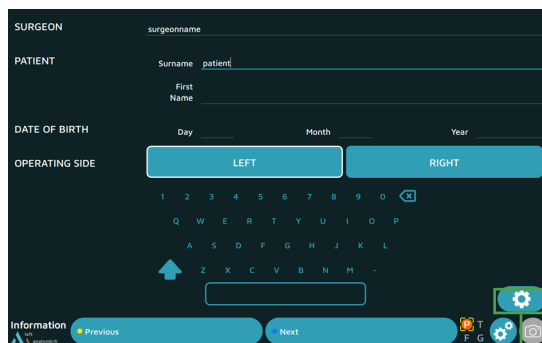 SURGEON surgeonname
PATIENT Surname patient
First
Name
DATE OF BIRTH Day Month Year
OPERATING SIDE LEFT RIGHT
1 2 3 4 5 6 7 8 9 0
Q W E R T Y U I O P
A S D F G H J K L
Z X C V B N M -
Information
left
Previous Next
P T
F G